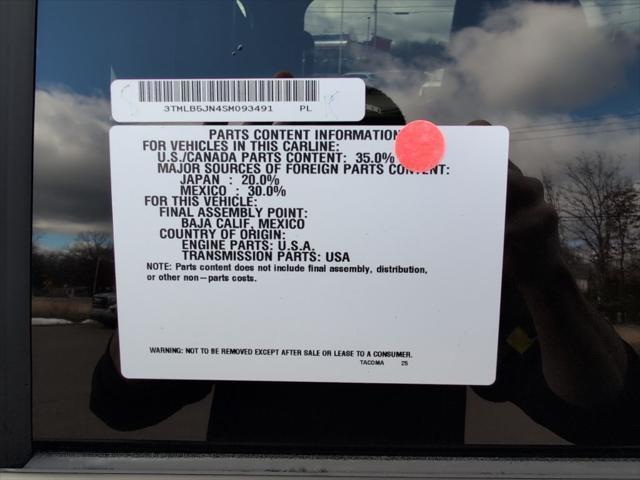 3TMLB5JN4SM093491 PL
PARTS CONTENT INFORMATION
FOR VEHICLES IN THIS CARLINE:
U.S./CANADA PARTS CONTENT: 35.0%
MAJOR SOURCES OF FOREIGN PARTS CONTENT:
JAPAN : 20.0%
MEXICO : 30.0%
FOR THIS VEHICLE:
FINAL ASSEMBLY POINT:
BAJA CALIF, MEXICO
COUNTRY OF ORIGIN:
ENGINE PARTS: U.S.A.
TRANSMISSION PARTS: USA
NOTE: Parts content does not include final assembly, distribution,
or other non-parts costs.
WARNING: NOT TO BE REMOVED EXCEPT AFTER SALE OR LEASE TO A CONSUMER.
TACOMA 25